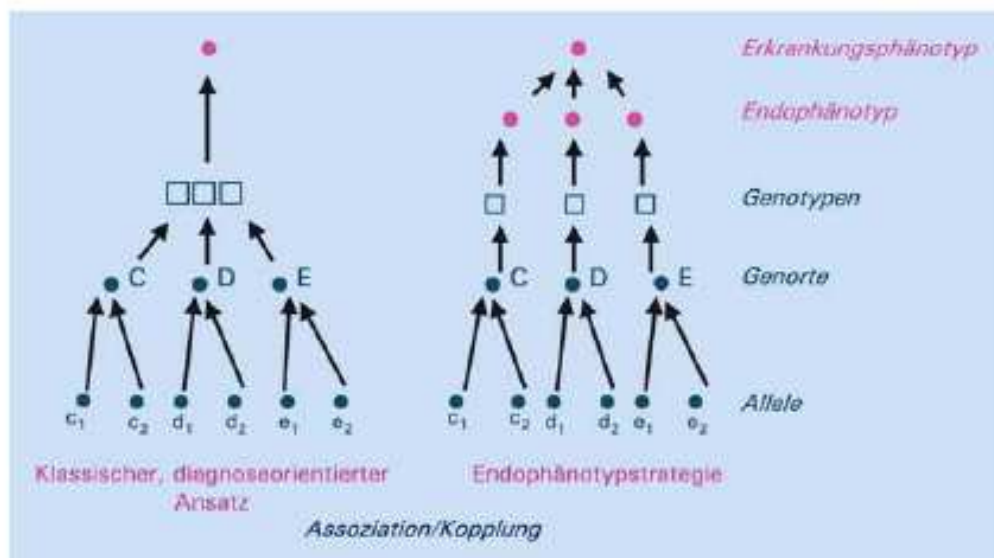 Erkrankungsphänotyp
Endophänotyp
Genotypen
C D E C D E Genorte
c₁ c₂ d₁ d₂ e₁ e₂ c₁ c₂ d₁ d₂ e₁ e₂ Allele
Klassischer, diagnoseorientierter Endophänotypstrategie
Ansatz
Assoziation/Kopplung